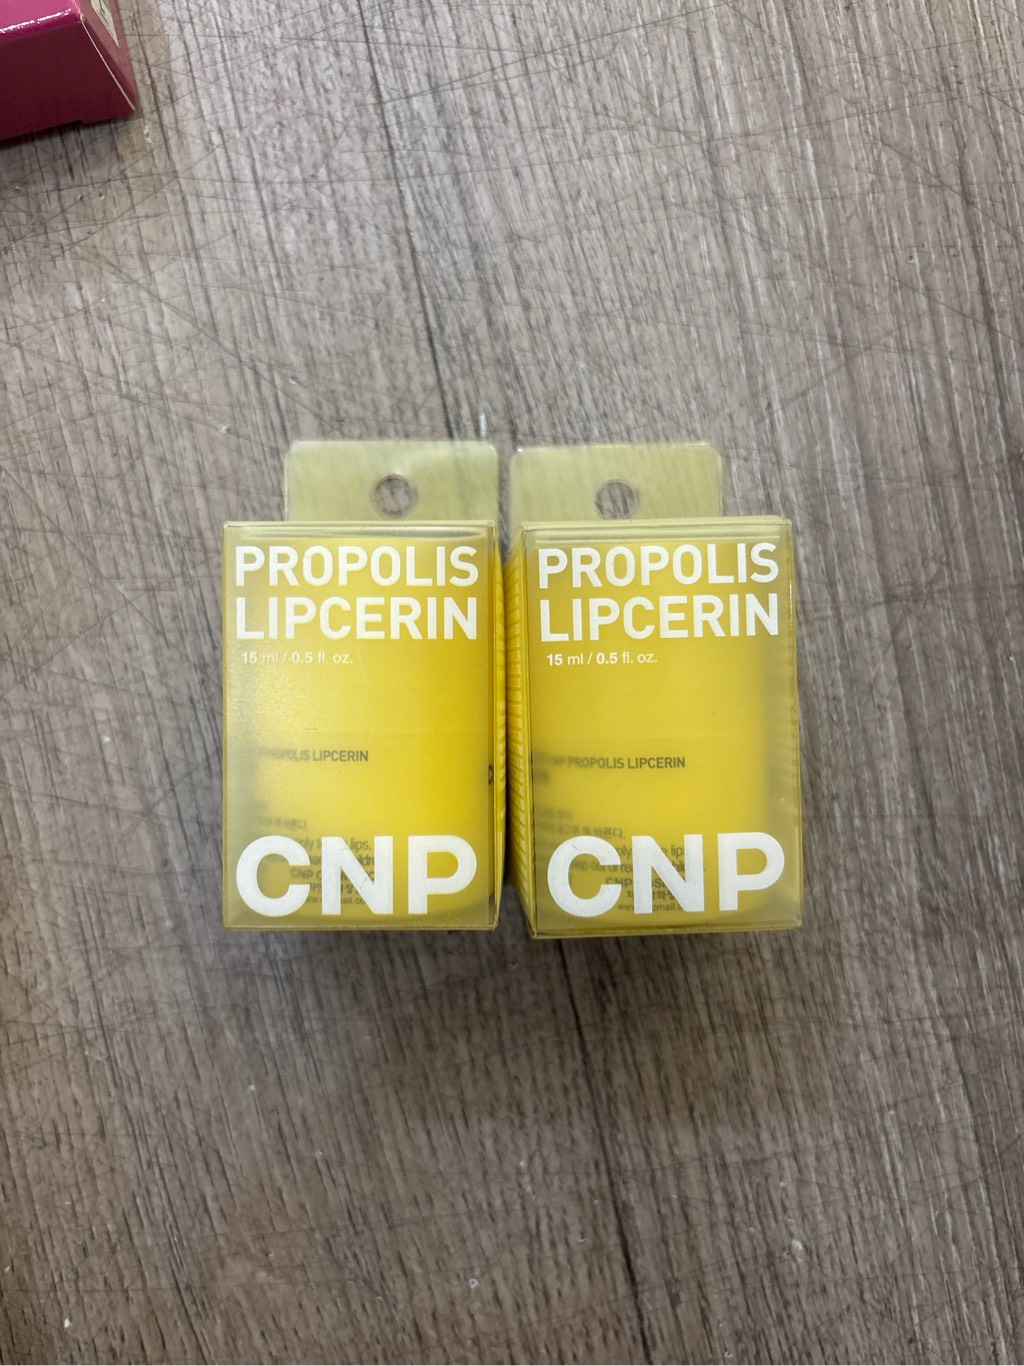 PROPOLIS
LIPCERIN
15 ml / 0.5 fl. oz.
PROPOLIS LIPCERIN
CNP
PROPOLIS
LIPCERIN
15 ml / 0.5 fl. oz.
CNP PROPOLIS LIPCERIN
CNP